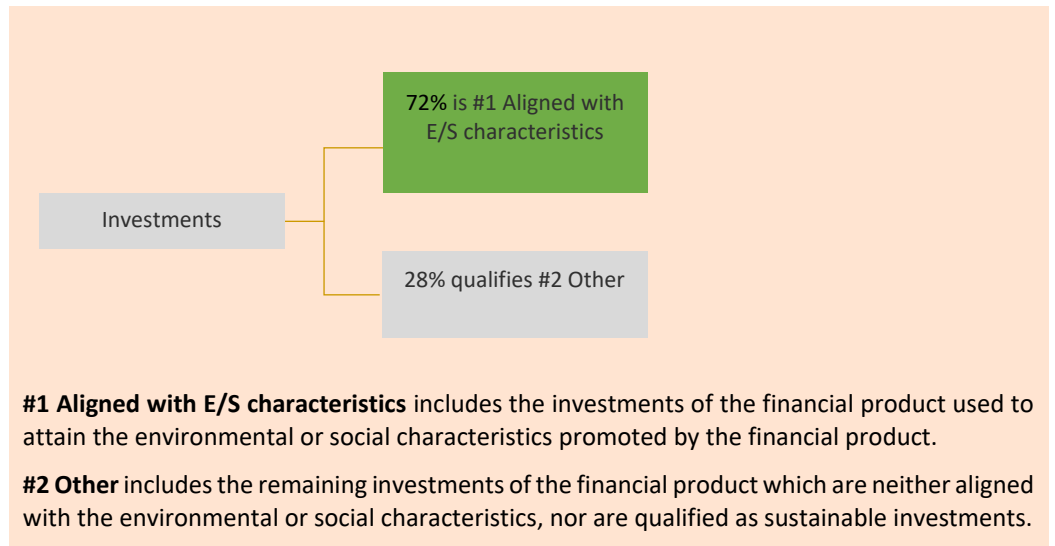 72% is #1 Aligned with
E/S characteristics
Investments
28% qualifies #2 Other
#1 Aligned with E/S characteristics includes the investments of the financial product used to
attain the environmental or social characteristics promoted by the financial product.
#2 Other includes the remaining investments of the financial product which are neither aligned
with the environmental or social characteristics, nor are qualified as sustainable investments.